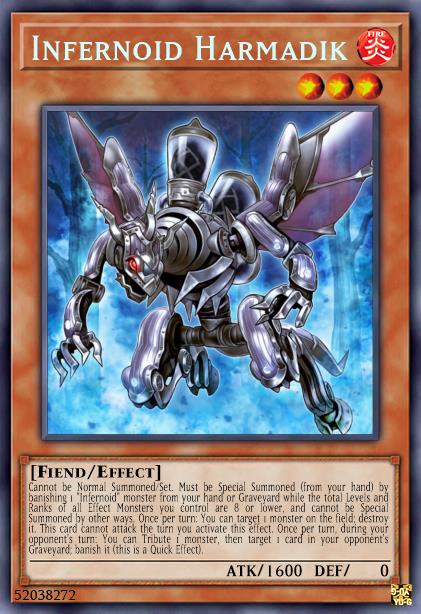 Infernoid Harmadik
FIRE
炎
[Fiend/Effect]
Cannot be Normal Summoned/Set. Must be Special Summoned (from your hand) by
banishing 1 "Infernoid" monster from your hand or Graveyard while the total Levels and
Ranks of all Effect Monsters you control are 8 or lower, and cannot be Special
Summoned by other ways. Once per turn: You can target 1 monster on the field; destroy
it. This card cannot attack the turn you activate this effect. Once per turn, during your
opponent's turn: You can Tribute 1 monster, then target 1 card in your opponent's
Graveyard; banish it (this is a Quick Effect).
ATK/1600 DEF/ 0
52038272